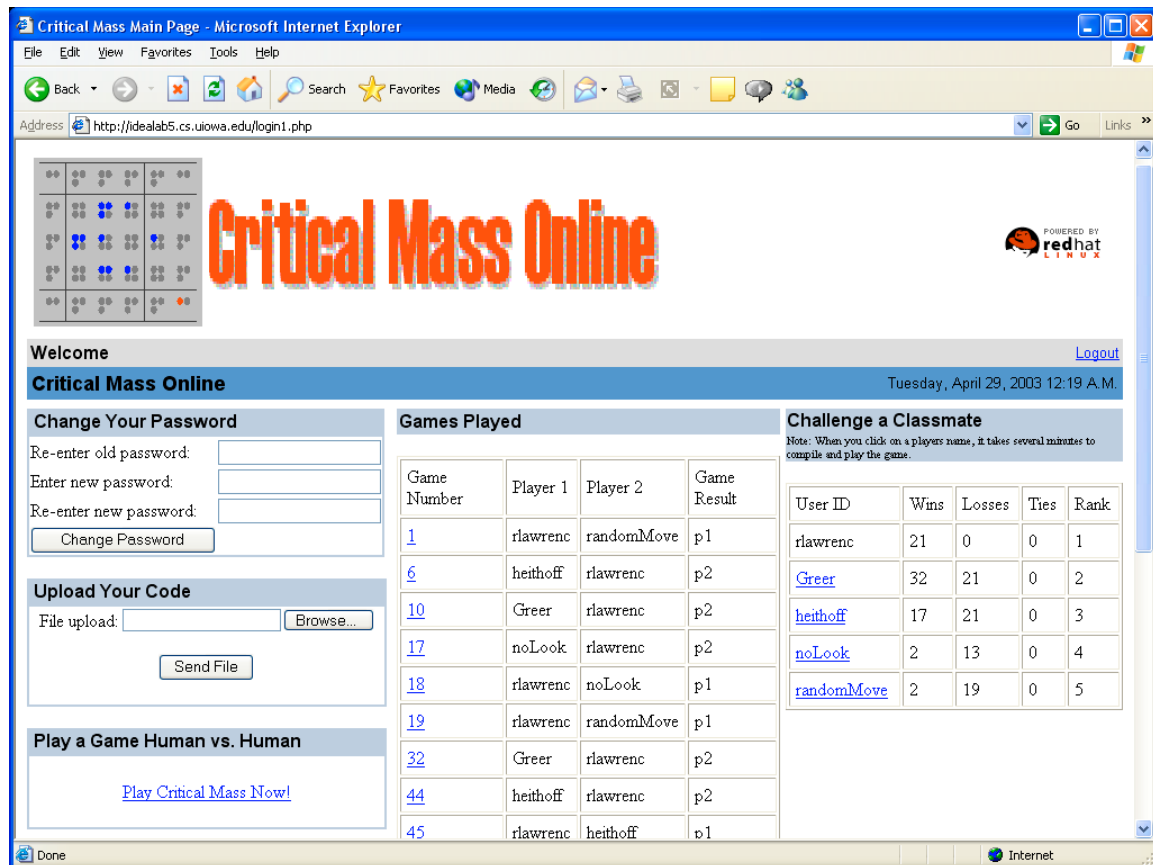 Critical Mass Main Page - Microsoft Internet Explorer
File Edit View Favorites Tools Help
Back Search Favorites Media
Address http://idealab5.cs.uiowa.edu/login1.php Go Links »
Critical Mass Online
POWERED BY
redhat
LINUX
Welcome Logout
Critical Mass Online Tuesday, April 29, 2003 12:19 A.M.
Change Your Password
Re-enter old password:
Enter new password:
Re-enter new password:
Change Password
Upload Your Code
File upload: Browse...
Send File
Play a Game Human vs. Human
Play Critical Mass Now!
Games Played
Game Number Player 1 Player 2 Game Result
1 rlawrenc randomMove p1
6 heithoff rlawrenc p2
10 Greer rlawrenc p2
17 noLook rlawrenc p2
18 rlawrenc noLook p1
19 rlawrenc randomMove p1
32 Greer rlawrenc p2
44 heithoff rlawrenc p2
45 rlawrenc heithoff p1
Challenge a Classmate
Note: When you click on a players name, it takes several minutes to
compile and play the game.
User ID Wins Losses Ties Rank
rlawrenc 21 0 0 1
Greer 32 21 0 2
heithoff 17 21 0 3
noLook 2 13 0 4
randomMove 2 19 0 5
Done Internet